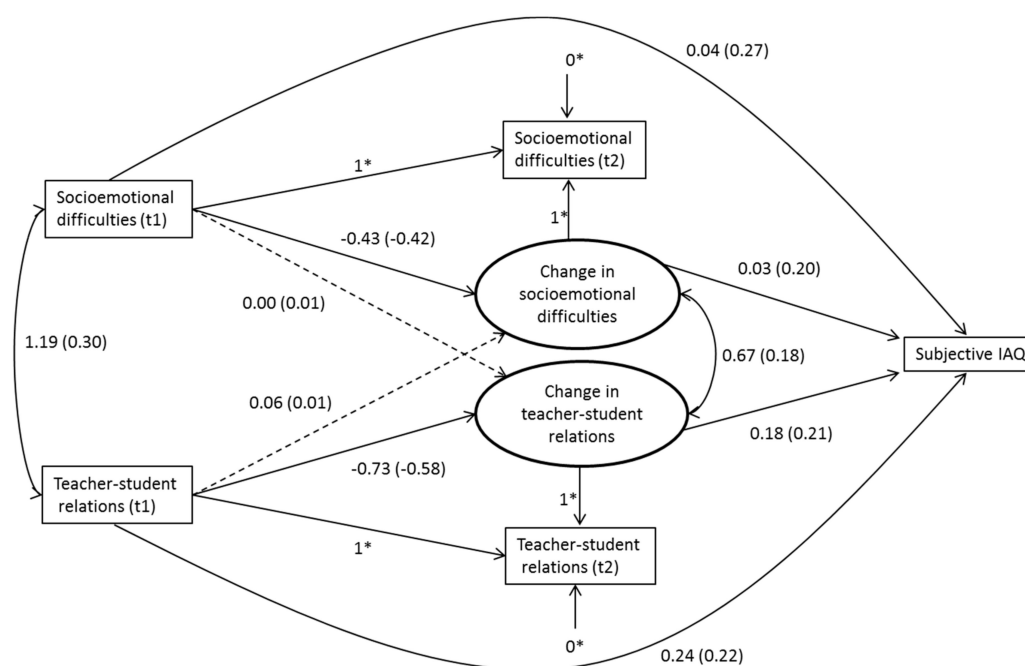 0.04 (0.27)
0*
Socioemotional
difficulties (t2)
1*
Socioemotional
difficulties (t1)
1*
-0.43 (-0.42)
Change in
socioemotional
difficulties
0.03 (0.20)
0.00 (0.01)
1.19 (0.30)
Subjective IAQ
0.67 (0.18)
0.06 (0.01)
Change in
teacher-student
relations
0.18 (0.21)
-0.73 (-0.58)
Teacher-student
relations (t1)
1*
1*
Teacher-student
relations (t2)
0*
0.24 (0.22)